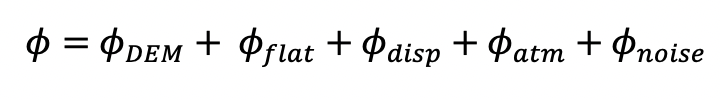 ϕ = ϕ_DEM + ϕ_flat + ϕ_disp + ϕ_atm + ϕ_noise